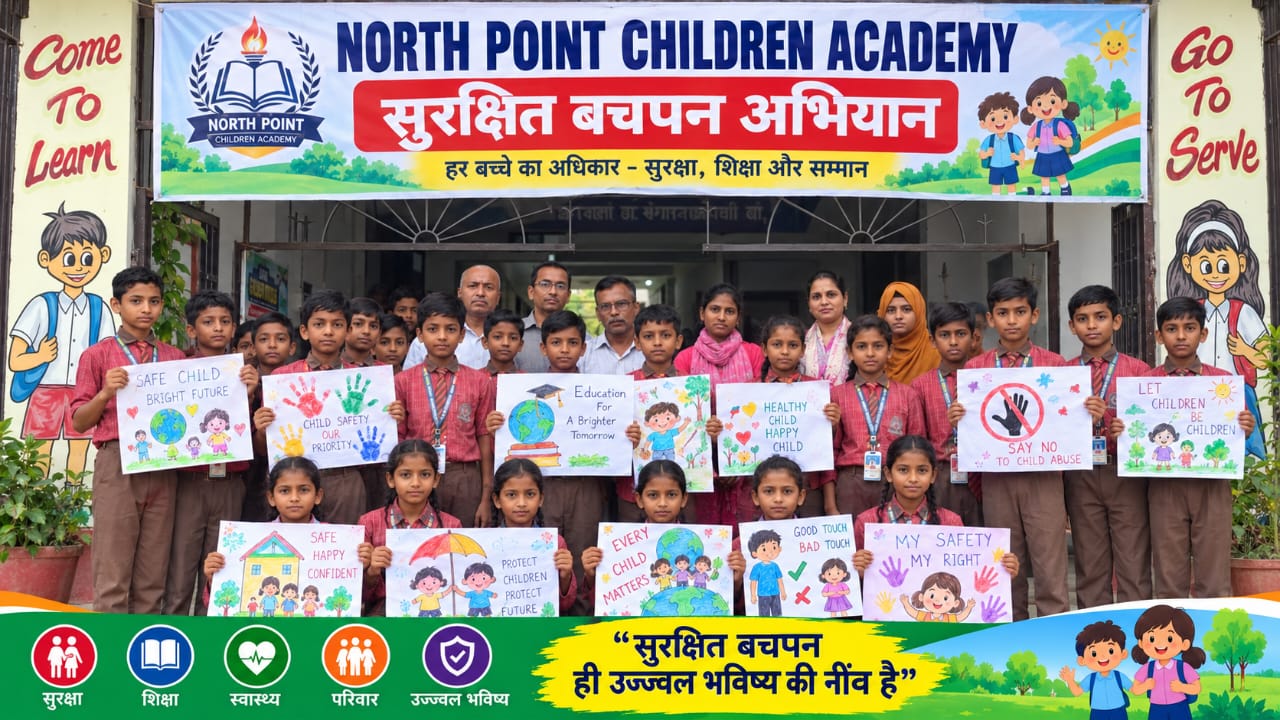 Come
To
Learn
NORTH POINT
CHILDREN ACADEMY
NORTH POINT CHILDREN ACADEMY
सुरक्षित बचपन अभियान
हर बच्चे का अधिकार - सुरक्षा, शिक्षा और सम्मान
Go
To
Serve
SAFE CHILD
BRIGHT FUTURE
CHILD SAFETY
OUR
PRIORITY
Education
For
A Brighter
Tomorrow
HEALTHY
CHILD
HAPPY
CHILD
SAY NO
TO CHILD ABUSE
LET
CHILDREN
BE
CHILDREN
SAFE
HAPPY
CONFIDENT
PROTECT
CHILDREN
PROTECT
FUTURE
EVERY
CHILD
MATTERS
GOOD TOUCH
BAD TOUCH
MY SAFETY
MY RIGHT
सुरक्षा
शिक्षा
स्वास्थ्य
परिवार
उज्ज्वल भविष्य
“सुरक्षित बचपन
ही उज्ज्वल भविष्य की नींव है”